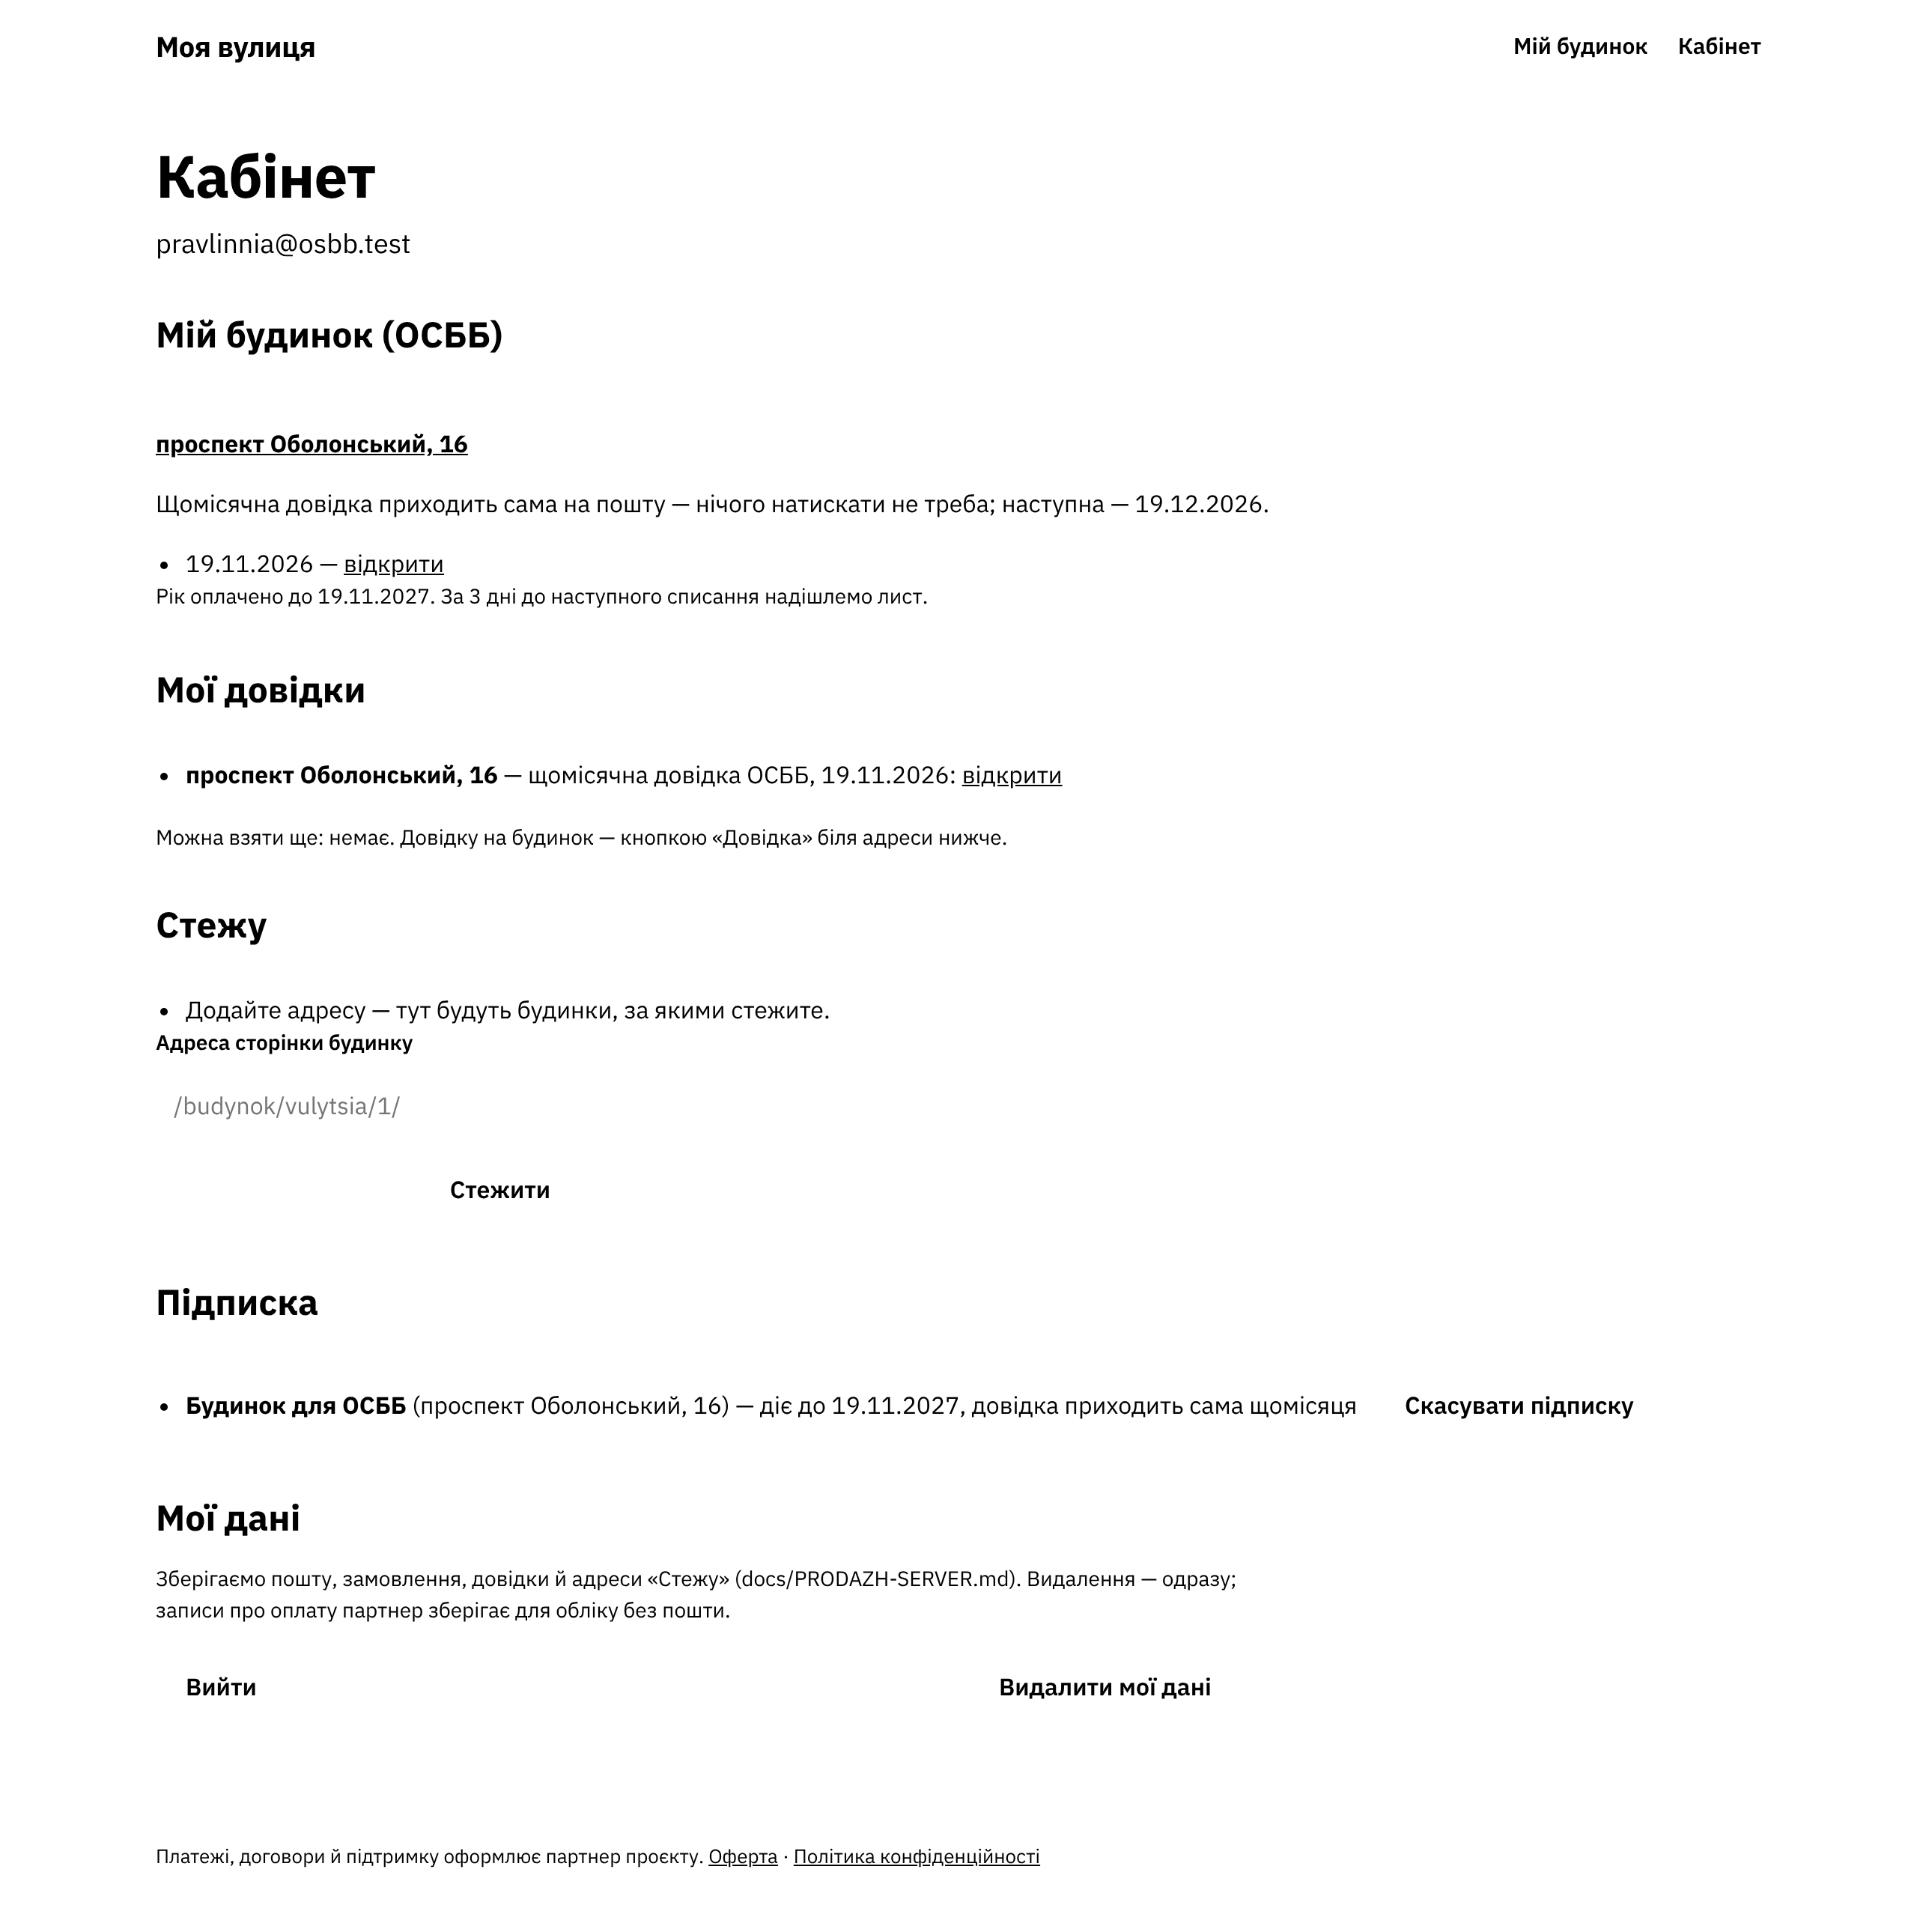 Моя вулиця
Мій будинок
Кабінет
Кабінет
pravlinnia@osbb.test
Мій будинок (ОСББ)
проспект Оболонський, 16
Щомісячна довідка приходить сама на пошту — нічого натискати не треба; наступна — 19.12.2026.
• 19.11.2026 — відкрити
Рік оплачено до 19.11.2027. За 3 дні до наступного списання надішлемо лист.
Мої довідки
• проспект Оболонський, 16 — щомісячна довідка ОСББ, 19.11.2026: відкрити
Можна взяти ще: немає. Довідку на будинок — кнопкою «Довідка» біля адреси нижче.
Стежу
• Додайте адресу — тут будуть будинки, за якими стежите.
Адреса сторінки будинку
/budynok/vulytsia/1/
Стежити
Підписка
• Будинок для ОСББ (проспект Оболонський, 16) — діє до 19.11.2027, довідка приходить сама щомісяця
Скасувати підписку
Мої дані
Зберігаємо пошту, замовлення, довідки й адреси «Стежу» (docs/PRODAZH-SERVER.md). Видалення — одразу;
записи про оплату партнер зберігає для обліку без пошти.
Вийти
Видалити мої дані
Платежі, договори й підтримку оформлює партнер проєкту. Оферта · Політика конфіденційності